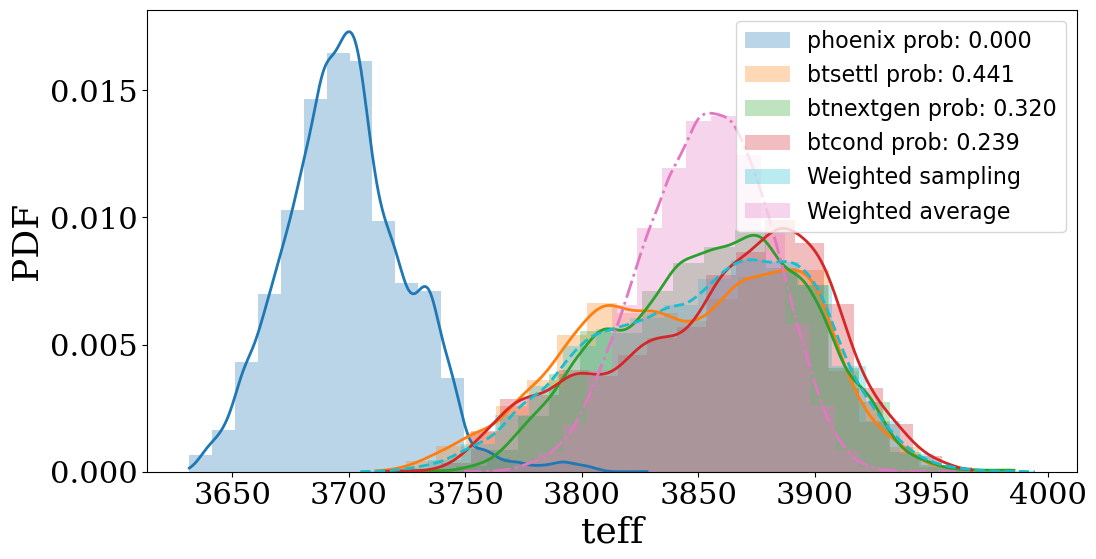 phoenix prob: 0.000
btsettl prob: 0.441
btnextgen prob: 0.320
btcond prob: 0.239
Weighted sampling
Weighted average
PDF
0.015
0.010
0.005
0.000
3650 3700 3750 3800 3850 3900 3950 4000
teff